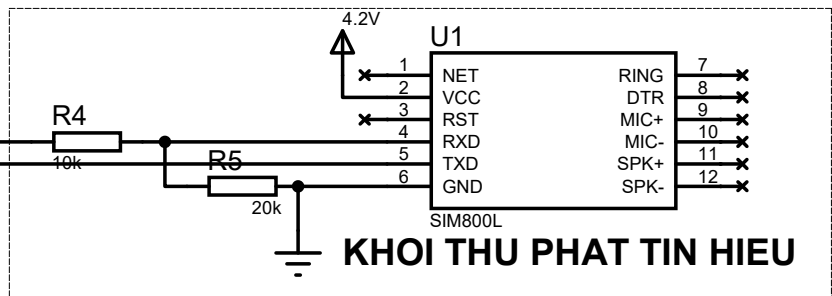 4.2V
U1
1 NET RING 7
2 VCC DTR 8
3 RST MIC+ 9
R4
4 RXD MIC- 10
10k
R5
5 TXD SPK+ 11
6 GND SPK- 12
20k
SIM800L
KHOI THU PHAT TIN HIEU